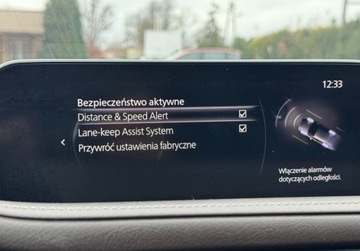 12:33
Bezpieczeństwo aktywne
Distance & Speed Alert
Lane-keep Assist System
Przywróć ustawienia fabryczne
Włączenie alarmów
dotyczących odległości.